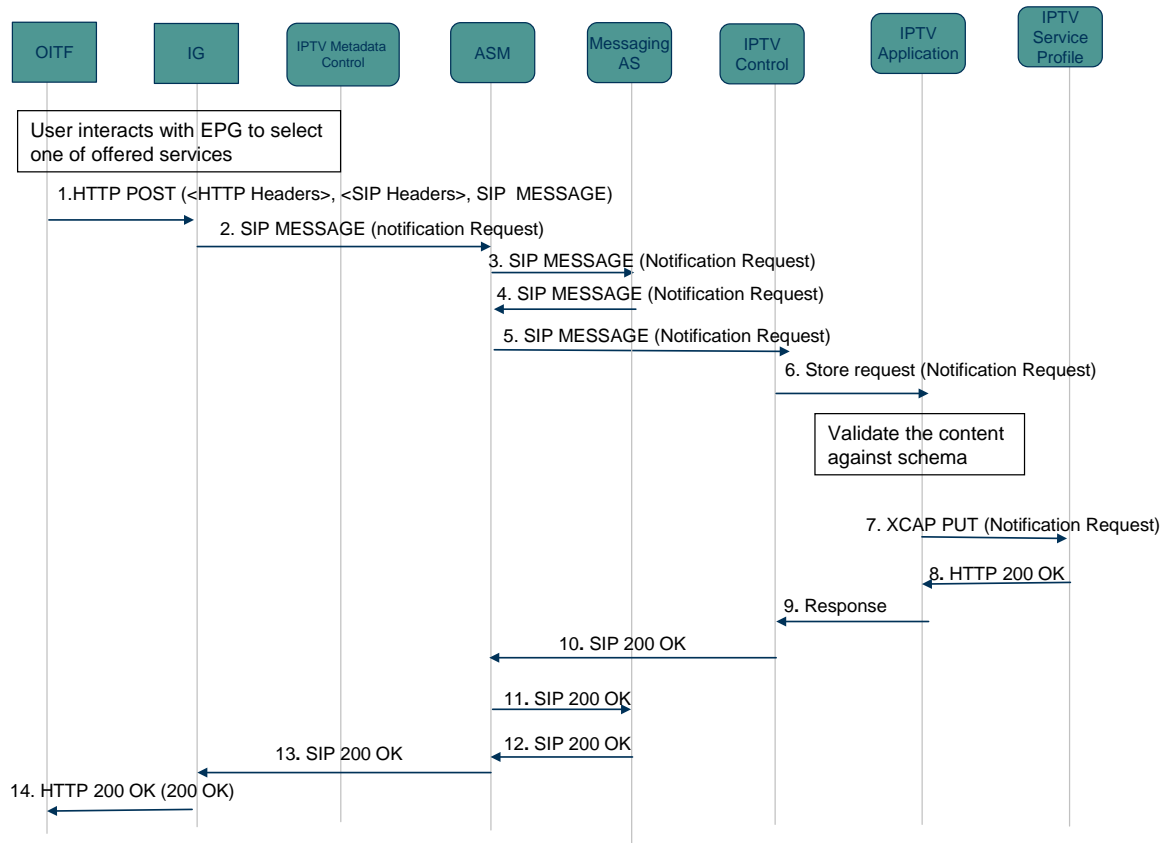 OITF
IG
IPTV Metadada
Control
ASM
Messaging
AS
IPTV
Control
IPTV
Application
IPTV
Service
Profile
User interacts with EPG to select
one of offered services
1.HTTP POST (<HTTP Headers>, <SIP Headers>, SIP MESSAGE)
2. SIP MESSAGE (notification Request)
3. SIP MESSAGE (Notification Request)
4. SIP MESSAGE (Notification Request)
5. SIP MESSAGE (Notification Request)
6. Store request (Notification Request)
Validate the content
against schema
7. XCAP PUT (Notification Request)
8. HTTP 200 OK
9. Response
10. SIP 200 OK
11. SIP 200 OK
12. SIP 200 OK
13. SIP 200 OK
14. HTTP 200 OK (200 OK)